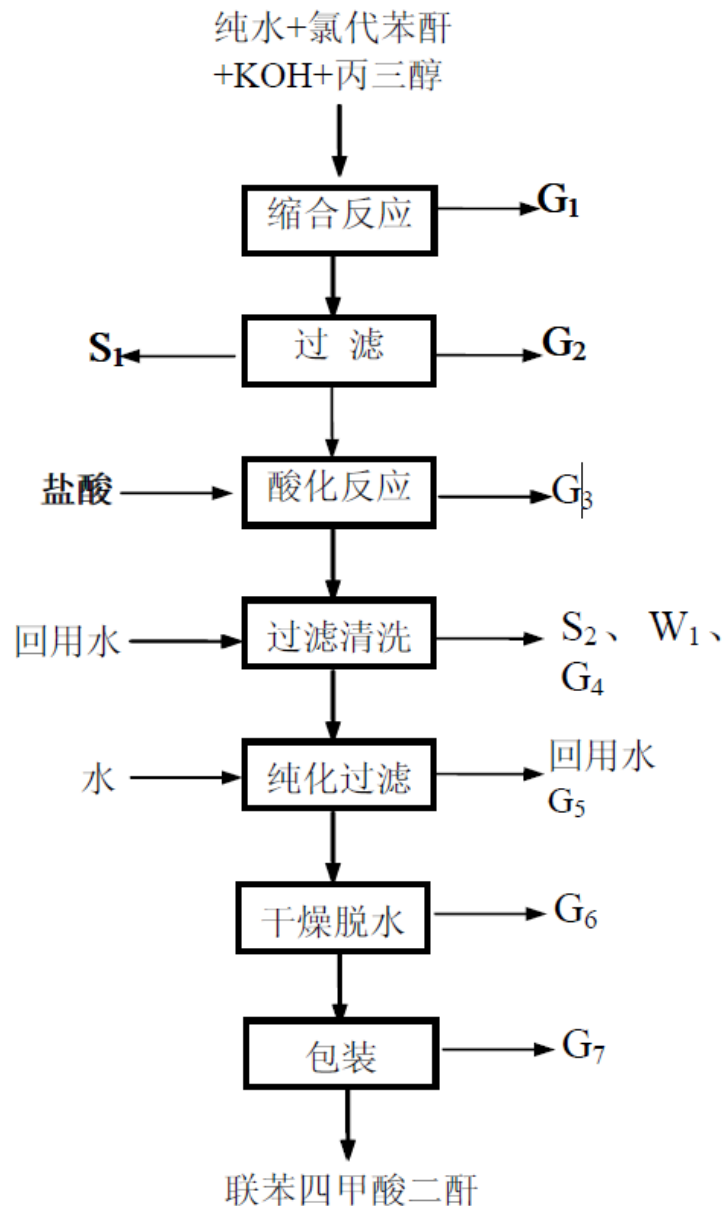 纯水+氯代苯酐
+KOH+丙三醇
缩合反应
G₁
S₁
过 滤
G₂
盐酸
酸化反应
G₃
回用水
过滤清洗
S₂、 W₁、
G₄
水
纯化过滤
回用水
G₅
干燥脱水
G₆
包装
G₇
联苯四甲酸二酐